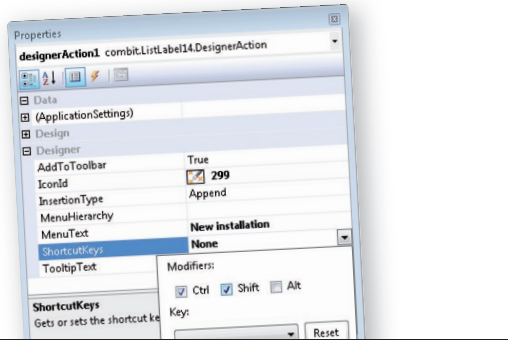 Properties
designerAction1 combit.ListLabel14.DesignerAction
Data
(ApplicationSettings)
Design
Designer
AddToToolbar True
IconId 299
InsertionType Append
MenuHierarchy
MenuText New installation
ShortcutKeys None
TooltipText
Modifiers:
Ctrl Shift Alt
Key:
Reset
ShortcutKeys
Gets or sets the shortcut ke